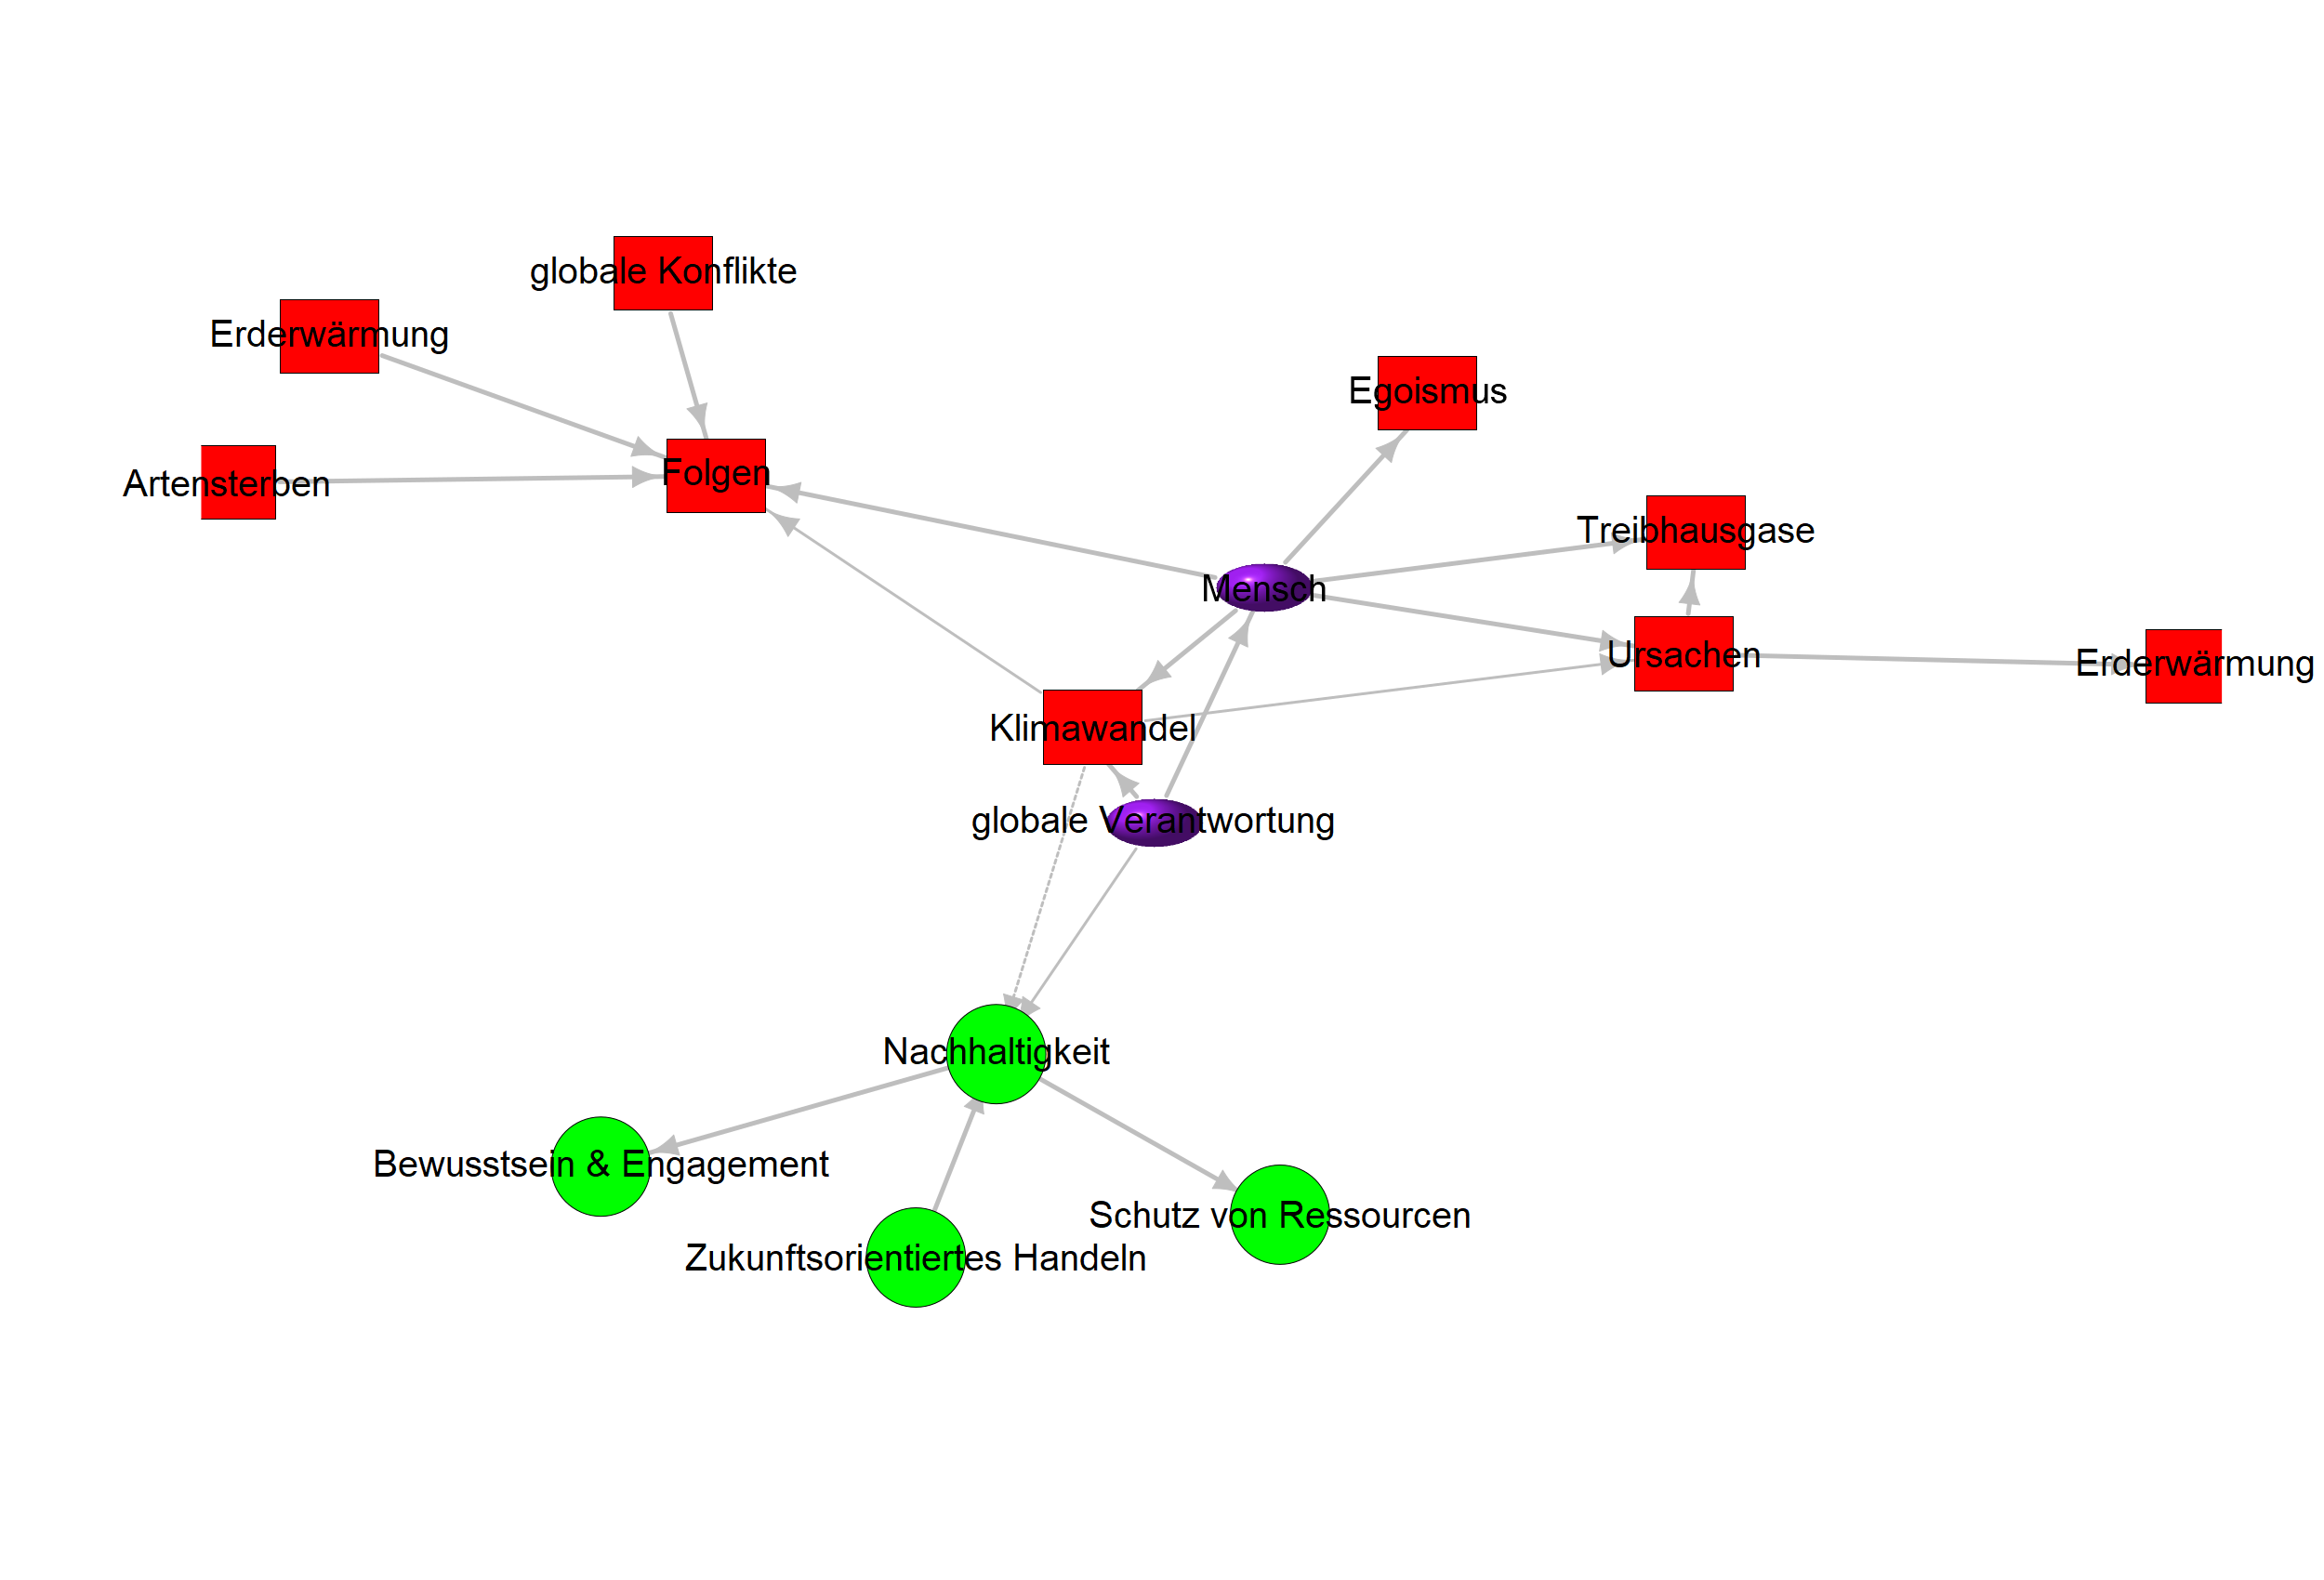 globale Konflikte
Erderwärmung
Egoismus
Folgen
Artensterben
Treibhausgase
Mensch
Ursachen
Erderwärmung
Klimawandel
globale Verantwortung
Nachhaltigkeit
Bewusstsein & Engagement
Schutz von Ressourcen
Zukunftsorientiertes Handeln